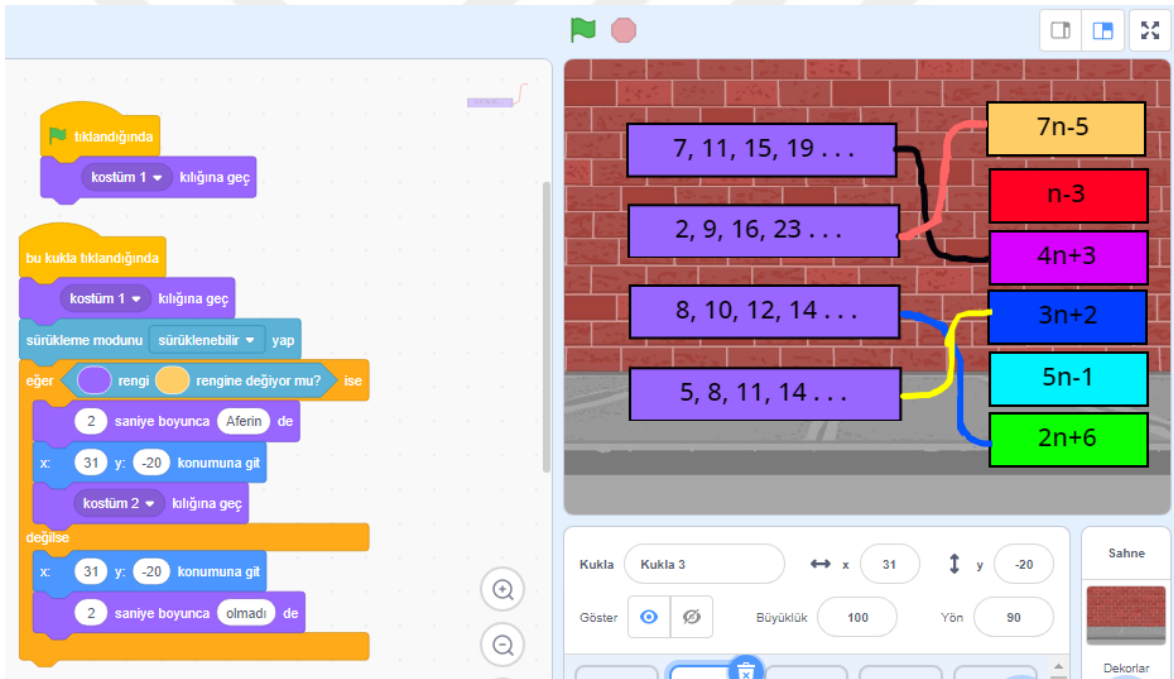 tıklandığında
kostüm 1 kılığına geç
bu kukla tıklandığında
kostüm 1 kılığına geç
sürükleme modunu sürüklenebilir yap
eğer rengi rengine değiyor mu? ise
2 saniye boyunca Aferin de
x: 31 y: -20 konumuna git
kostüm 2 kılığına geç
değilse
x: 31 y: -20 konumuna git
2 saniye boyunca olmadı de
7, 11, 15, 19 . . .
2, 9, 16, 23 . . .
8, 10, 12, 14 . . .
5, 8, 11, 14 . . .
7n-5
n-3
4n+3
3n+2
5n-1
2n+6
Kukla Kukla 3 x 31 y -20
Göster Büyüklük 100 Yön 90
Sahne
Dekorlar